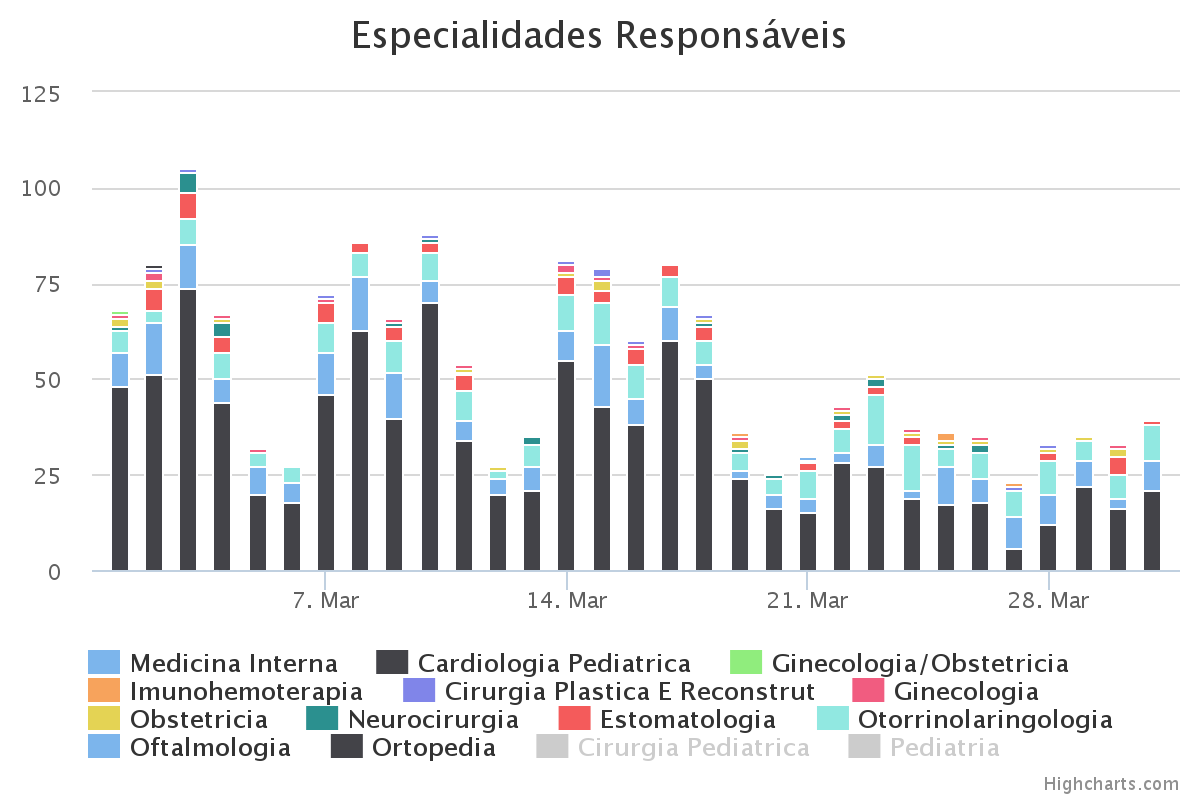 Especialidades Responsáveis
125
100
75
50
25
0
7. Mar 14. Mar 21. Mar 28. Mar
Medicina Interna Cardiologia Pediatrica Ginecologia/Obstetricia
Imunohemoterapia Cirurgia Plastica E Reconstrut Ginecologia
Obstetricia Neurocirurgia Estomatologia Otorrinolaringologia
Oftalmologia Ortopedia Cirurgia Pediatrica Pediatria
Highcharts.com